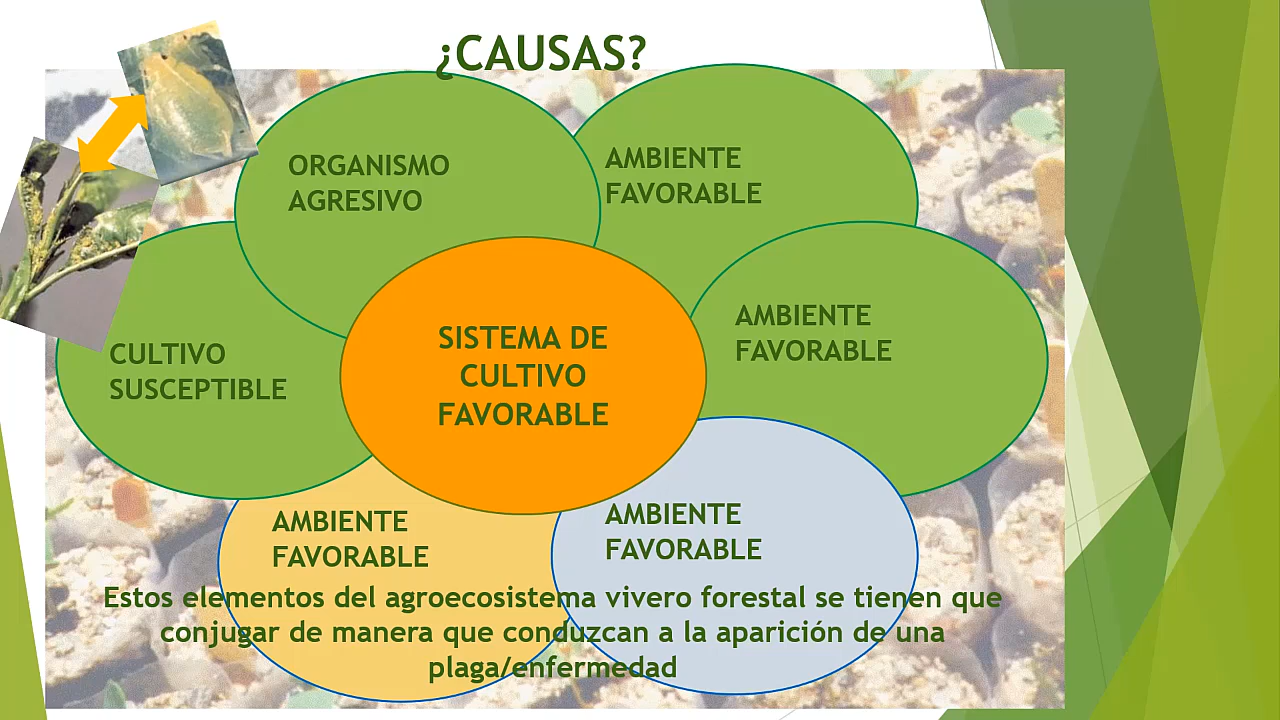 ¿CAUSAS?
ORGANISMO
AGRESIVO
AMBIENTE
FAVORABLE
AMBIENTE
FAVORABLE
CULTIVO
SUSCEPTIBLE
SISTEMA DE
CULTIVO
FAVORABLE
AMBIENTE
FAVORABLE
AMBIENTE
FAVORABLE
Estos elementos del agroecosistema vivero forestal se tienen que
conjugar de manera que conduzcan a la aparición de una
plaga/enfermedad